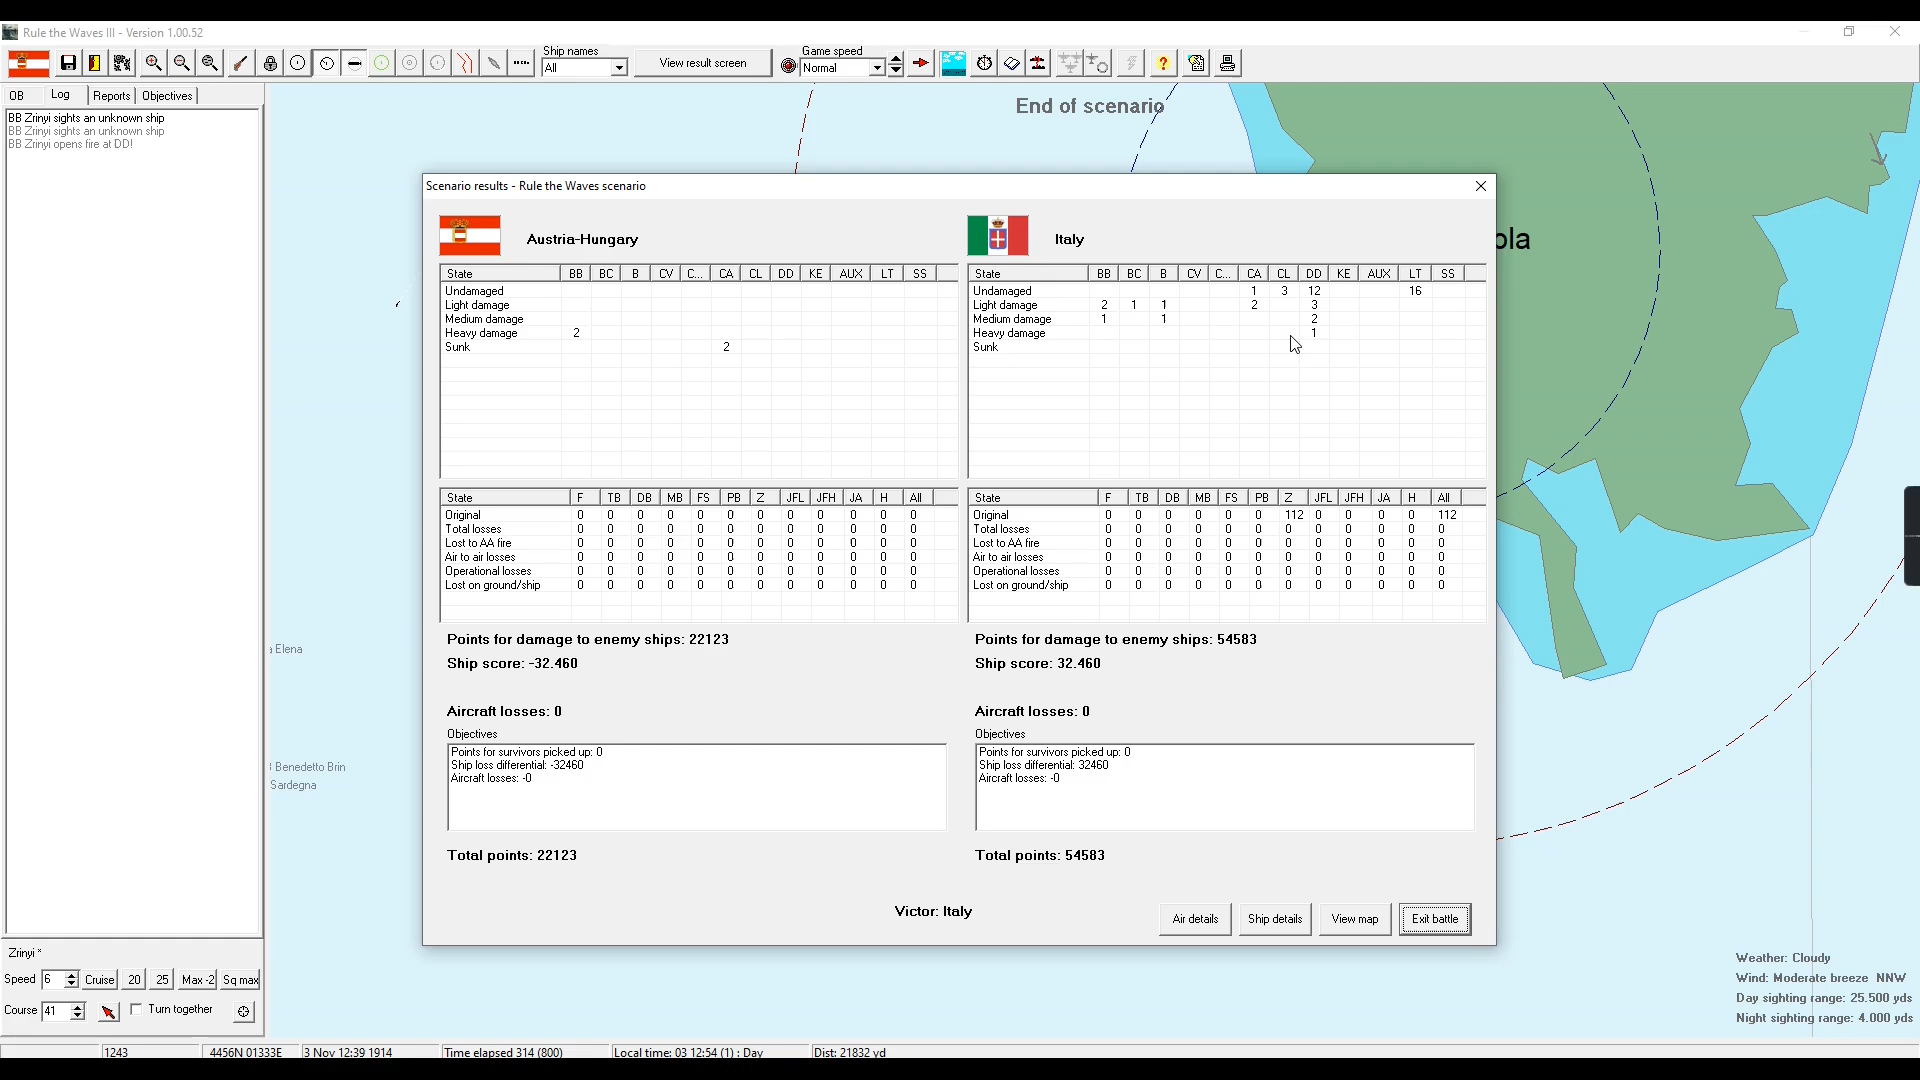 Rule the Waves III - Version 1.00.52
Ship names
All
View result screen
Game speed
Normal
OB Log Reports Objectives
BB Zrinyi sights an unknown ship
BB Zrinyi sights an unknown ship
BB Zrinyi opens fire at DD!
End of scenario
ola
Scenario results - Rule the Waves scenario
Austria-Hungary
State BB BC B CV C... CA CL DD KE AUX LT SS
Undamaged
Light damage
Medium damage
Heavy damage 2
Sunk 2
State F TB DB MB FS PB Z JFL JFH JA H All
Original 0 0 0 0 0 0 0 0 0 0 0 0
Total losses 0 0 0 0 0 0 0 0 0 0 0 0
Lost to AA fire 0 0 0 0 0 0 0 0 0 0 0 0
Air to air losses 0 0 0 0 0 0 0 0 0 0 0 0
Operational losses 0 0 0 0 0 0 0 0 0 0 0 0
Lost on ground/ship 0 0 0 0 0 0 0 0 0 0 0 0
Points for damage to enemy ships: 22123
Ship score: -32.460
Aircraft losses: 0
Objectives
Points for survivors picked up: 0
Ship loss differential: -32460
Aircraft losses: -0
Total points: 22123
Italy
State BB BC B CV C... CA CL DD KE AUX LT SS
Undamaged 1 3 12 16
Light damage 2 1 1 2 3
Medium damage 1 1 2
Heavy damage 1
Sunk
State F TB DB MB FS PB Z JFL JFH JA H All
Original 0 0 0 0 0 0 112 0 0 0 0 112
Total losses 0 0 0 0 0 0 0 0 0 0 0 0
Lost to AA fire 0 0 0 0 0 0 0 0 0 0 0 0
Air to air losses 0 0 0 0 0 0 0 0 0 0 0 0
Operational losses 0 0 0 0 0 0 0 0 0 0 0 0
Lost on ground/ship 0 0 0 0 0 0 0 0 0 0 0 0
Points for damage to enemy ships: 54583
Ship score: 32.460
Aircraft losses: 0
Objectives
Points for survivors picked up: 0
Ship loss differential: 32460
Aircraft losses: -0
Total points: 54583
Victor: Italy
Air details
Ship details
View map
Exit battle
Elena
Benedetto Brin
Sardegna
Weather: Cloudy
Wind: Moderate breeze NNW
Day sighting range: 25.500 yds
Night sighting range: 4.000 yds
Zrinyi *
Speed 6 Cruise 20 25 Max -2 Sq max
Course 41 Turn together
1243 4456N 01333E 3 Nov 12:39 1914 Time elapsed 314 (800) Local time: 03 12:54 (1) : Day Dist: 21832 yd